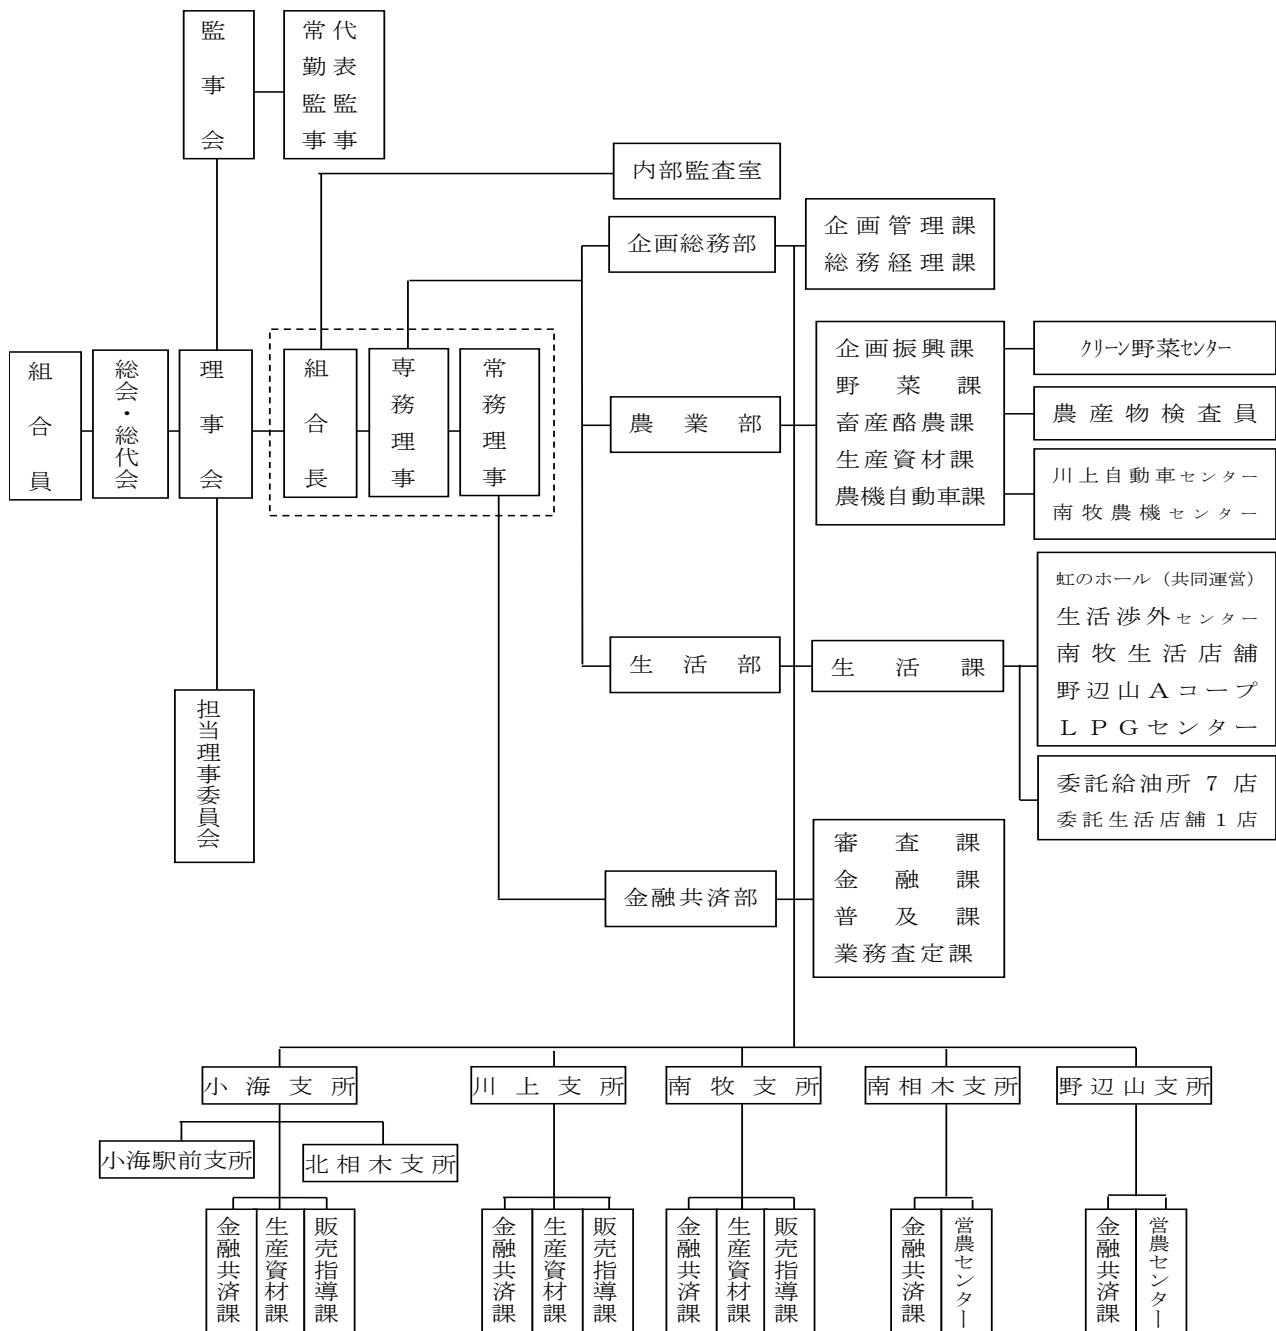 監事会
代表監事
常勤監事
内部監査室
企画総務部
企画管理課
総務経理課
組合員
総会・総代会
理事会
組合長
専務理事
常務理事
農業部
企画振興課
野菜課
畜産酪農課
生産資材課
農機自動車課
クリーン野菜センター
農産物検査員
川上自動車センター
南牧農機センター
生活部
生活課
虹のホール（共同運営）
生活渉外センター
南牧生活店舗
野辺山Aコープ
LPGセンター
委託給油所7店
委託生活店舗1店
担当理事委員会
金融共済部
審査課
金融課
普及課
業務査定課
小海支所
川上支所
南牧支所
南相木支所
野辺山支所
小海駅前支所
北相木支所
金融共済課
生産資材課
販売指導課
金融共済課
生産資材課
販売指導課
金融共済課
生産資材課
販売指導課
金融共済課
営農センター
金融共済課
営農センター